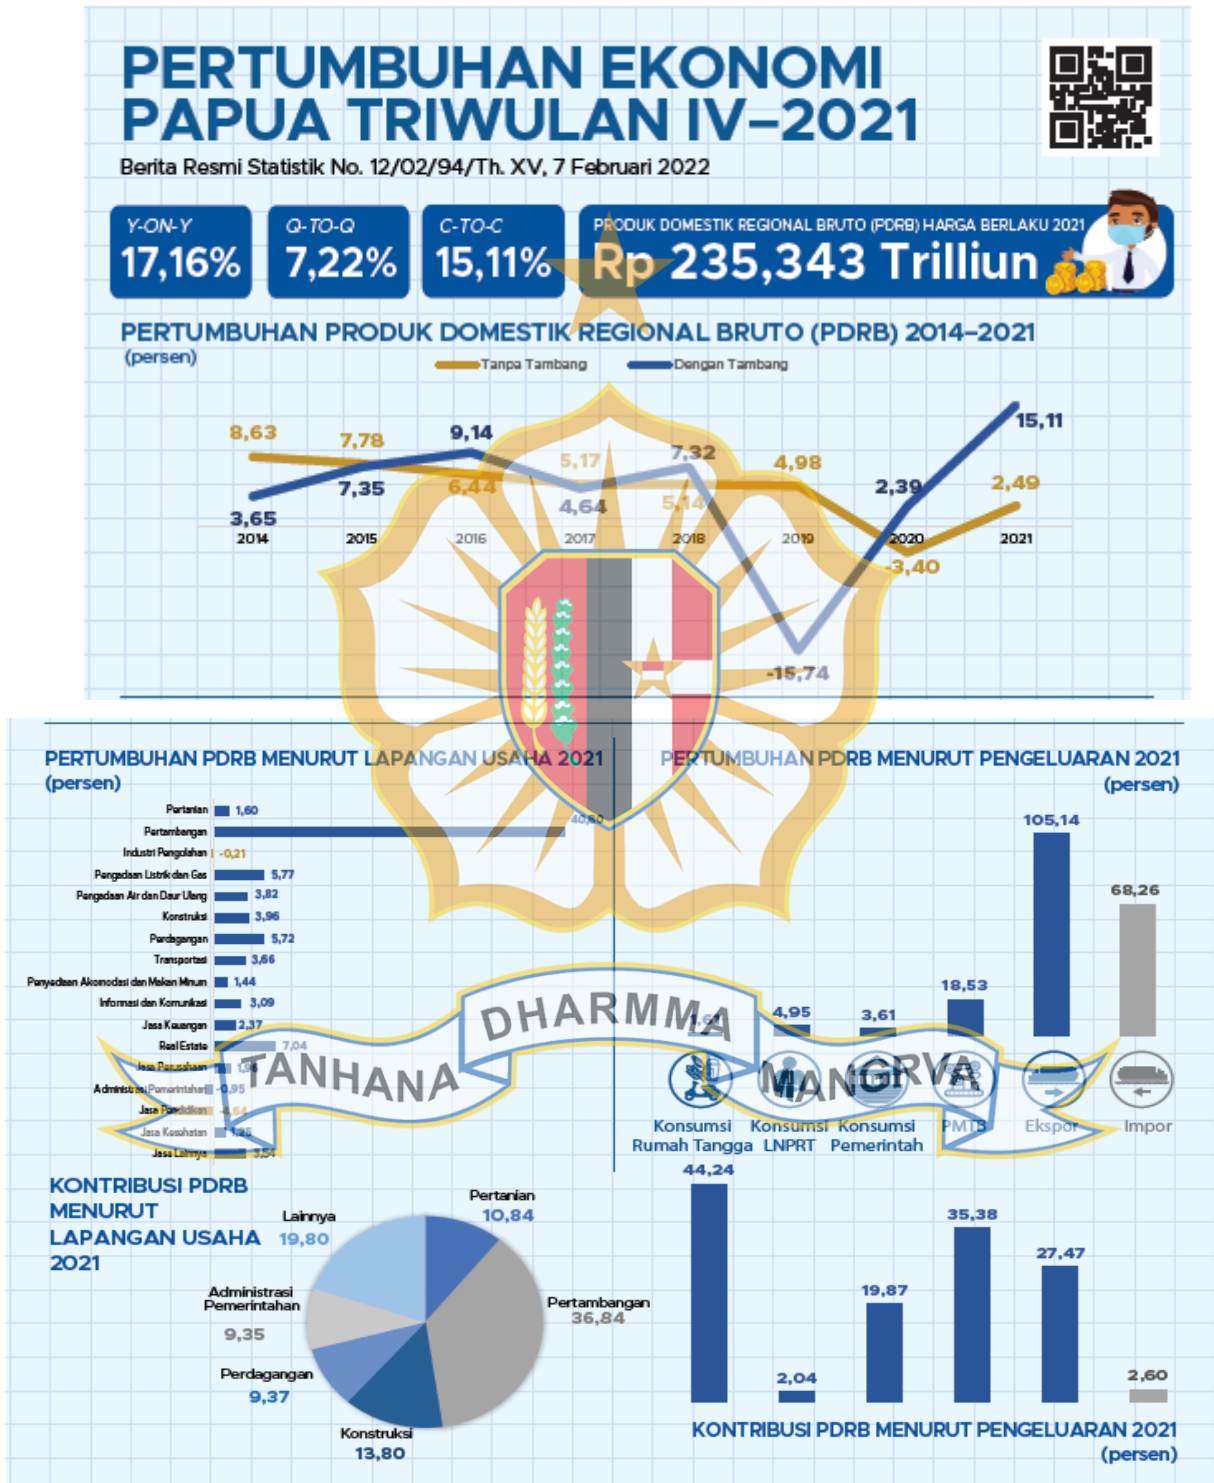 PERTUMBUHAN EKONOMI
PAPUA TRIWULAN IV–2021
Berita Resmi Statistik No. 12/02/94/Th. XV, 7 Februari 2022
Y-ON-Y
17,16%
Q-TO-Q
7,22%
C-TO-C
15,11%
PRODUK DOMESTIK REGIONAL BRUTO (PDRB) HARGA BERLAKU 2021
Rp 235,343 Trilliun
PERTUMBUHAN PRODUK DOMESTIK REGIONAL BRUTO (PDRB) 2014–2021
(persen)
Tanpa Tambang
Dengan Tambang
8,63
7,78
9,14
5,17
7,32
4,98
2,39
2,49
15,11
3,65
7,35
6,44
4,64
5,14
-15,74
-3,40
2014
2015
2016
2017
2018
2019
2020
2021
PERTUMBUHAN PDRB MENURUT LAPANGAN USAHA 2021
(persen)
Pertanian 1,60
Pertambangan 40,80
Industri Pengolahan -0,21
Pengadaan Listrik dan Gas 5,77
Pengadaan Air dan Daur Ulang 3,82
Konstruksi 3,96
Perdagangan 5,72
Transportasi 3,66
Penyediaan Akomodasi dan Makan Minum 1,44
Informasi dan Komunikasi 3,09
Jasa Keuangan 2,37
Real Estate 7,04
Jasa Perusahaan
Administrasi Pemerintahan -0,95
Jasa Pendidikan
Jasa Kesehatan
Jasa Lainnya
PERTUMBUHAN PDRB MENURUT PENGELUARAN 2021
(persen)
4,95
3,61
18,53
105,14
68,26
Konsumsi
Rumah Tangga
Konsumsi
LNPRT
Konsumsi
Pemerintah
PMTB
Ekspor
Impor
TANHANA DHARMMA MANGRVA
KONTRIBUSI PDRB
MENURUT
LAPANGAN USAHA
2021
Pertanian
10,84
Pertambangan
36,84
Konstruksi
13,80
Perdagangan
9,37
Administrasi
Pemerintahan
9,35
Lainnya
19,80
44,24
2,04
19,87
35,38
27,47
2,60
KONTRIBUSI PDRB MENURUT PENGELUARAN 2021
(persen)